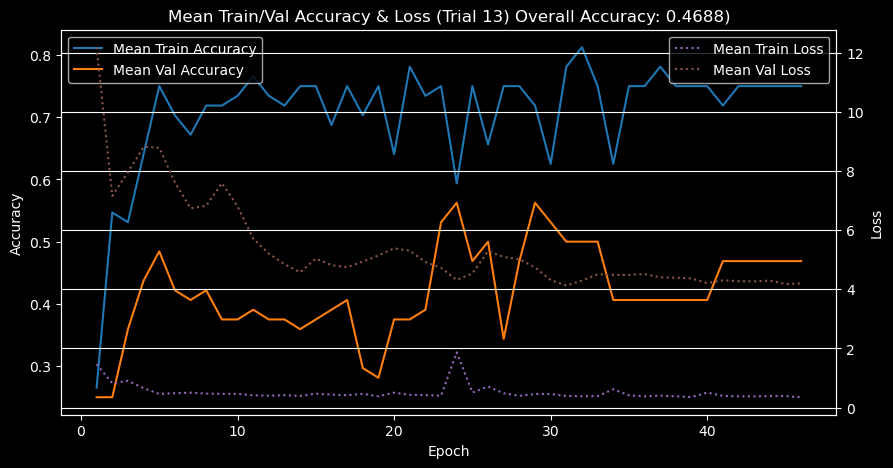 Mean Train/Val Accuracy & Loss (Trial 13) Overall Accuracy: 0.4688)
Mean Train Accuracy
Mean Val Accuracy
Mean Train Loss
Mean Val Loss
Accuracy
0.8
0.7
0.6
0.5
0.4
0.3
12
10
8
6
4
2
0
Loss
0
10
20
30
40
Epoch